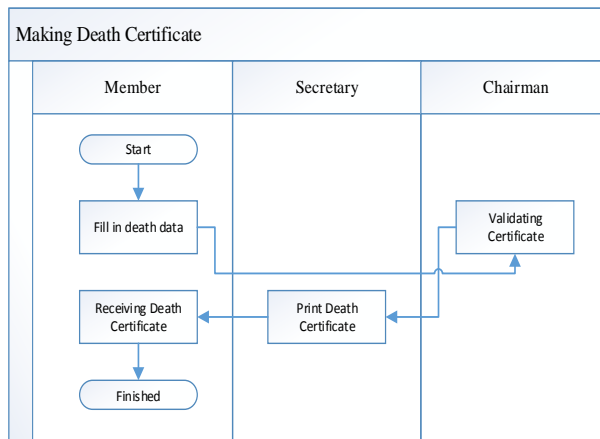 Making Death Certificate
Member
Secretary
Chairman
Start
Fill in death data
Validating
Certificate
Receiving Death
Certificate
Print Death
Certificate
Finished